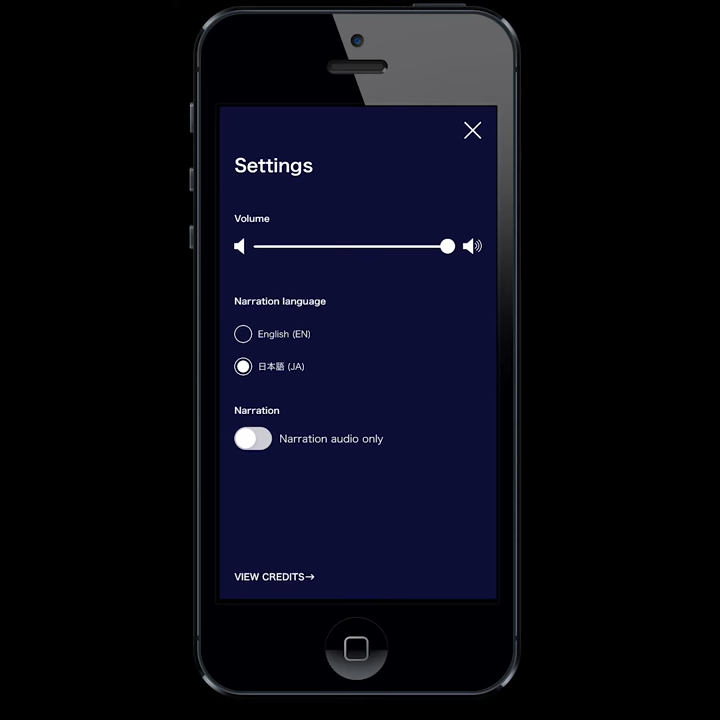 Settings
Volume
Narration language
English (EN)
日本語 (JA)
Narration
Narration audio only
VIEW CREDITS→